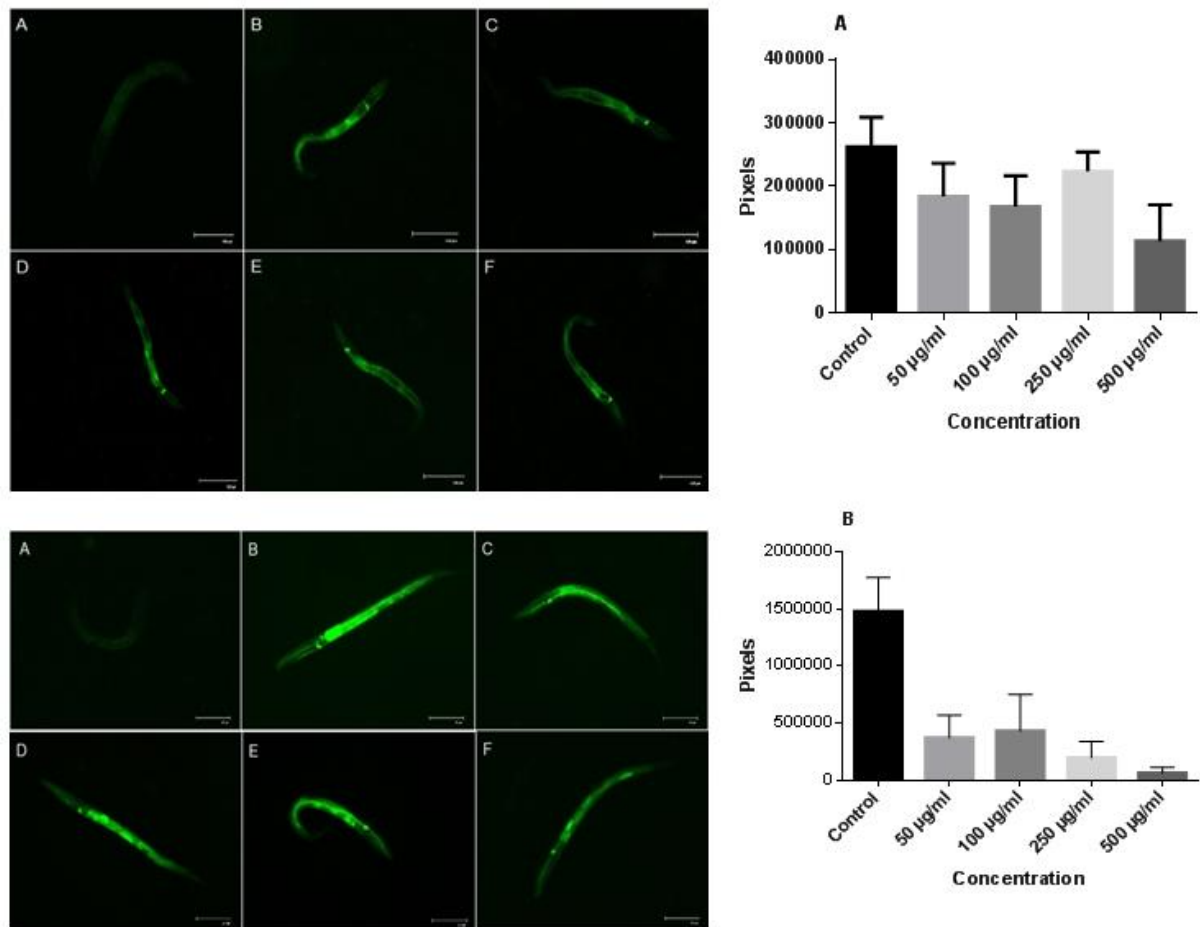 A
B
C
D
E
F
A
400000
300000
200000
100000
0
Pixels
Control
50 µg/ml
100 µg/ml
250 µg/ml
500 µg/ml
Concentration
A
B
C
D
E
F
B
2000000
1500000
1000000
500000
0
Pixels
Control
50 µg/ml
100 µg/ml
250 µg/ml
500 µg/ml
Concentration